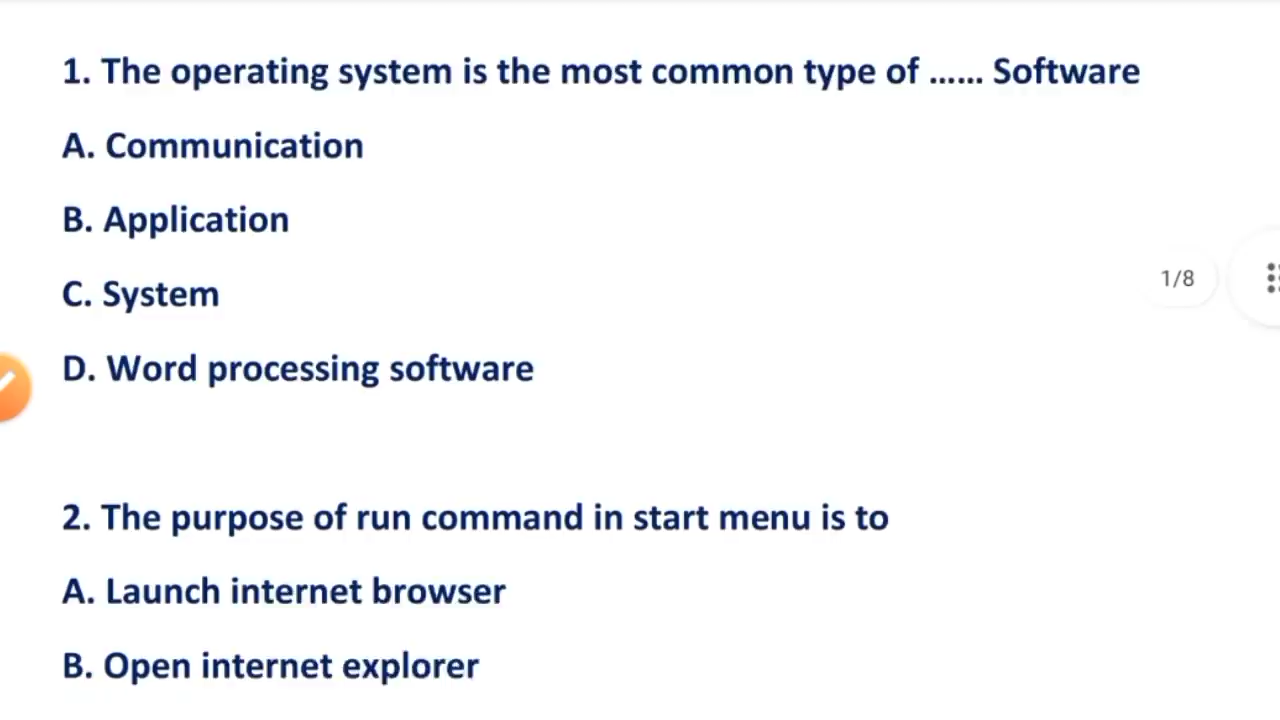 1. The operating system is the most common type of ...... Software
A. Communication
B. Application
C. System
D. Word processing software
1/8
2. The purpose of run command in start menu is to
A. Launch internet browser
B. Open internet explorer